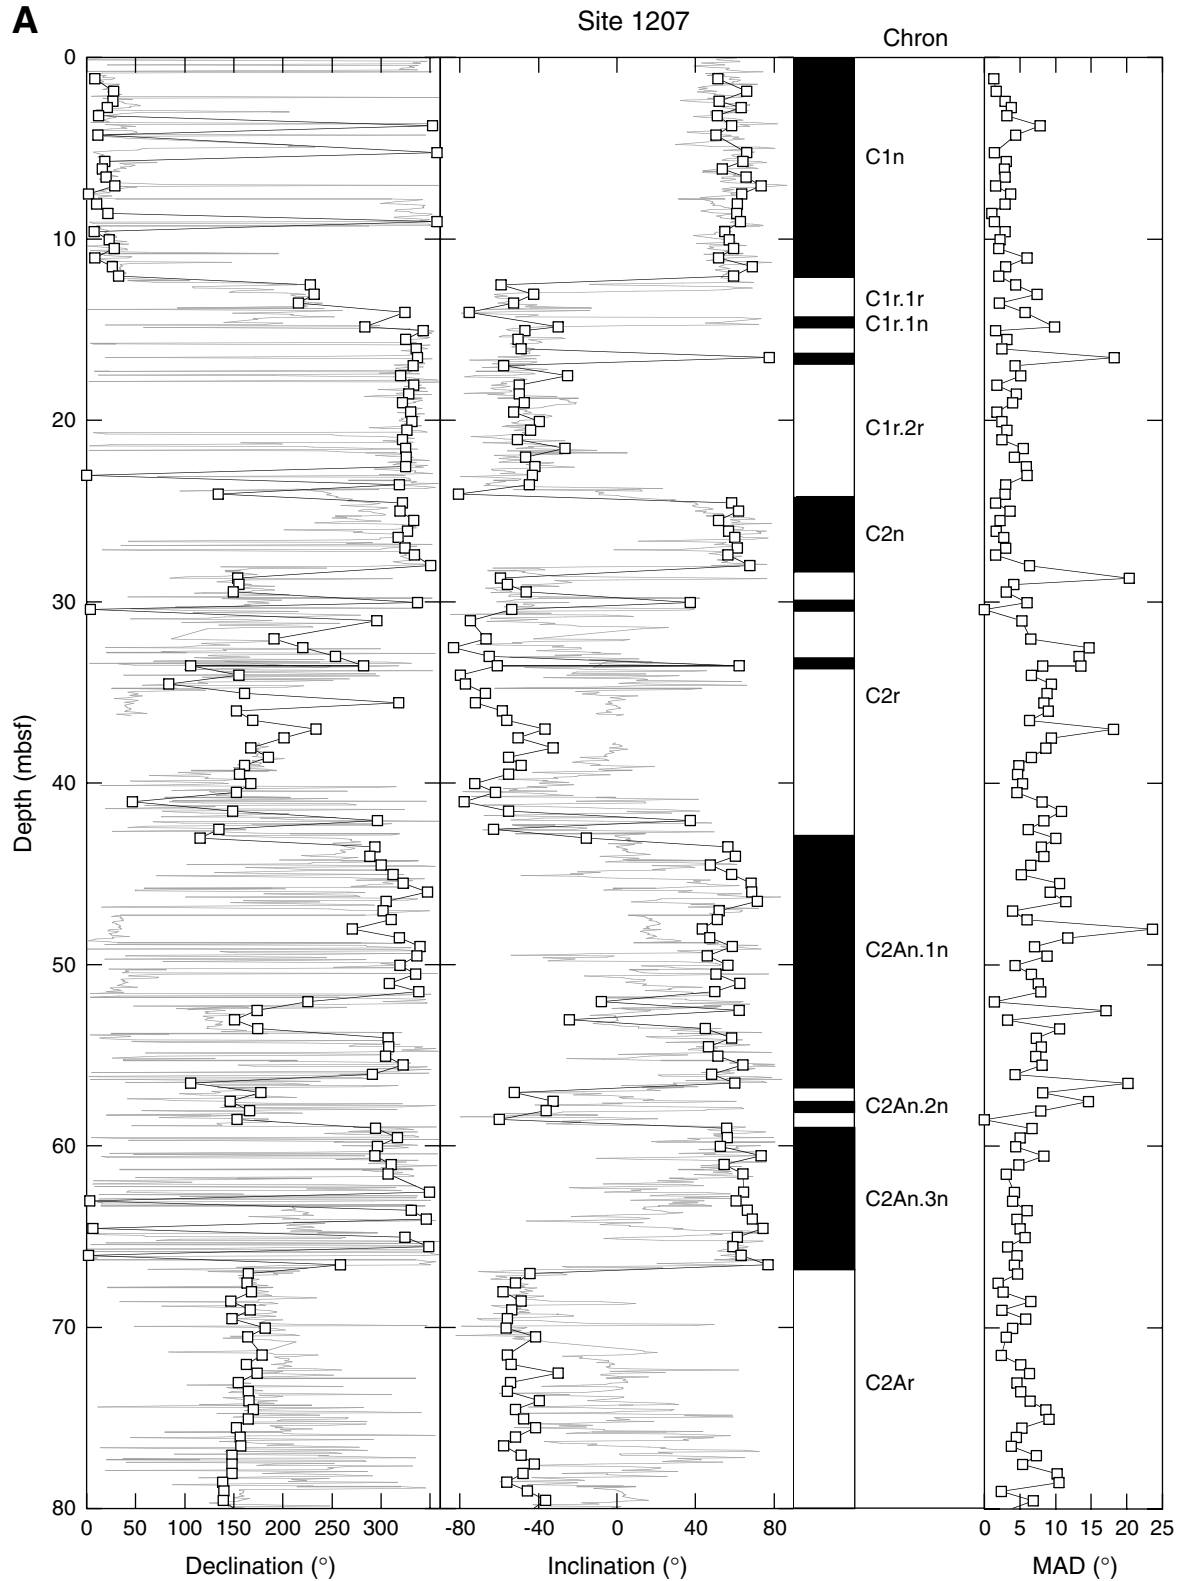 A
Site 1207
Chron
0
10
20
30
40
50
60
70
80
Depth (mbsf)
C1n
C1r.1r
C1r.1n
C1r.2r
C2n
C2r
C2An.1n
C2An.2n
C2An.3n
C2Ar
0 50 100 150 200 250 300
-80 -40 0 40 80
0 5 10 15 20 25
Declination (°)
Inclination (°)
MAD (°)